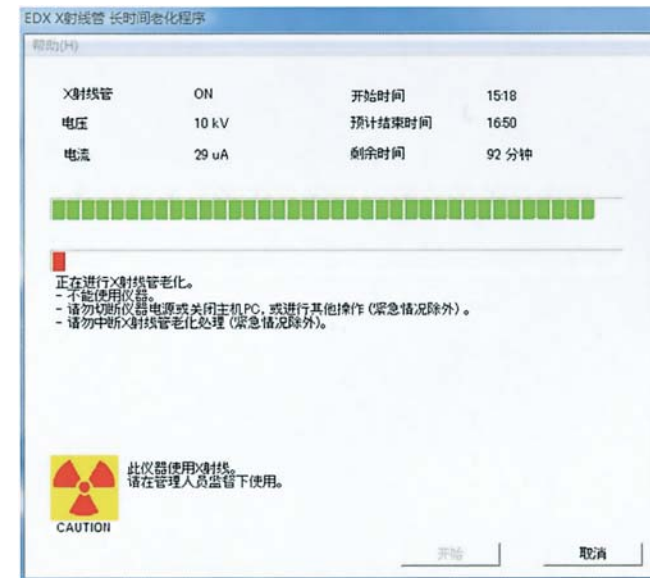 EDX X射线管 长时间老化程序
帮助(H)
X射线管 ON 开始时间 15:18
电压 10 kV 预计结束时间 16:50
电流 29 uA 剩余时间 92 分钟
正在进行X射线管老化。
- 不能使用仪器。
- 请勿切断仪器电源或关闭主机PC, 或进行其他操作 (紧急情况除外) 。
- 请勿中断X射线管老化处理 (紧急情况除外)。
此仪器使用X射线。
请在管理人员监督下使用。
CAUTION
开始 取消